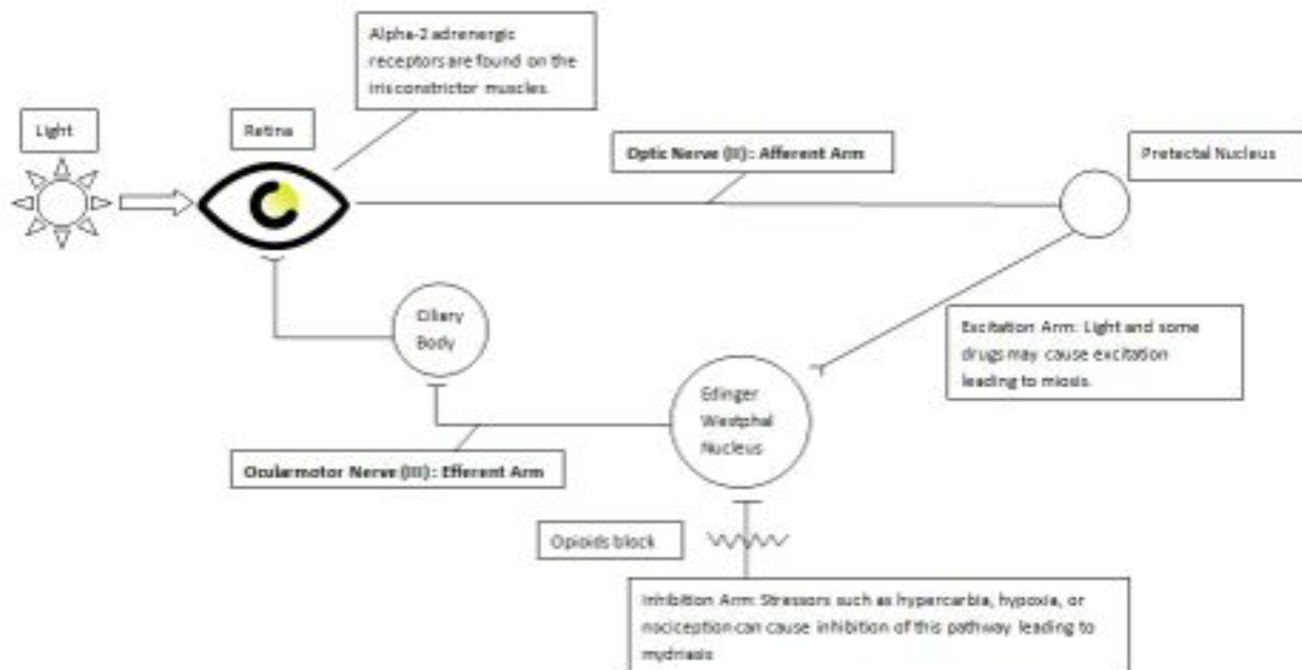 Alpha-2 adrenergic
receptors are found on the
iris constrictor muscles.
Light
Retina
Optic Nerve (II): Afferent Arm
Pretectal Nucleus
Ciliary
Body
Excitation Arm: Light and some
drugs may cause excitation
leading to miosis.
Edinger
Westphal
Nucleus
Ocularmotor Nerve (III): Efferent Arm
Opioids block
Inhibition Arm: Stressors such as hypercarbia, hypoxia, or
nociception can cause inhibition of this pathway leading to
mydriasis